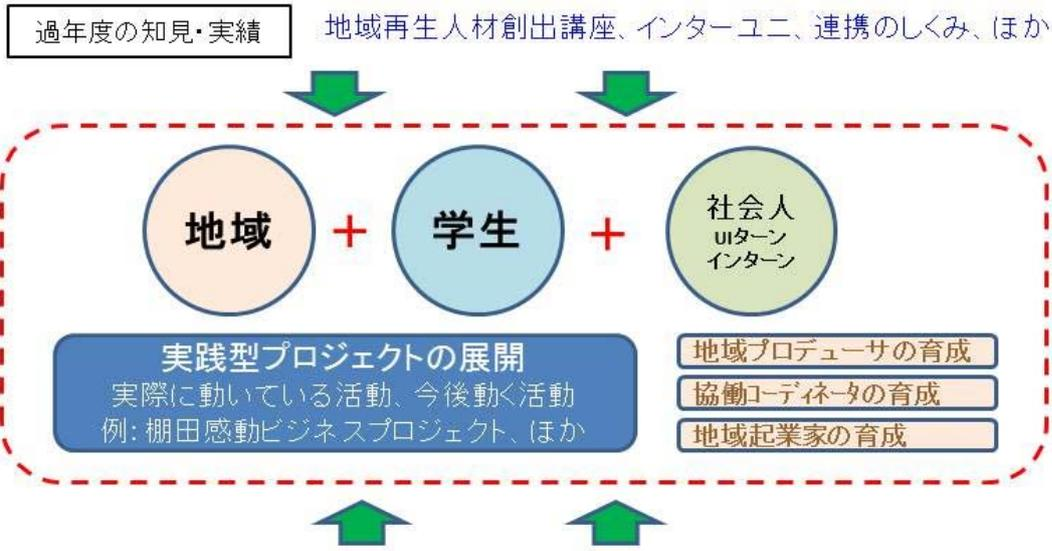 過年度の知見・実績
地域再生人材創出講座、インターユニ、連携のしくみ、ほか
地域
+
学生
+
社会人
UIターン
インターン
実践型プロジェクトの展開
実際に動いている活動、今後動く活動
例: 棚田感動ビジネスプロジェクト、ほか
地域プロデューサの育成
協働コーディネータの育成
地域起業家の育成